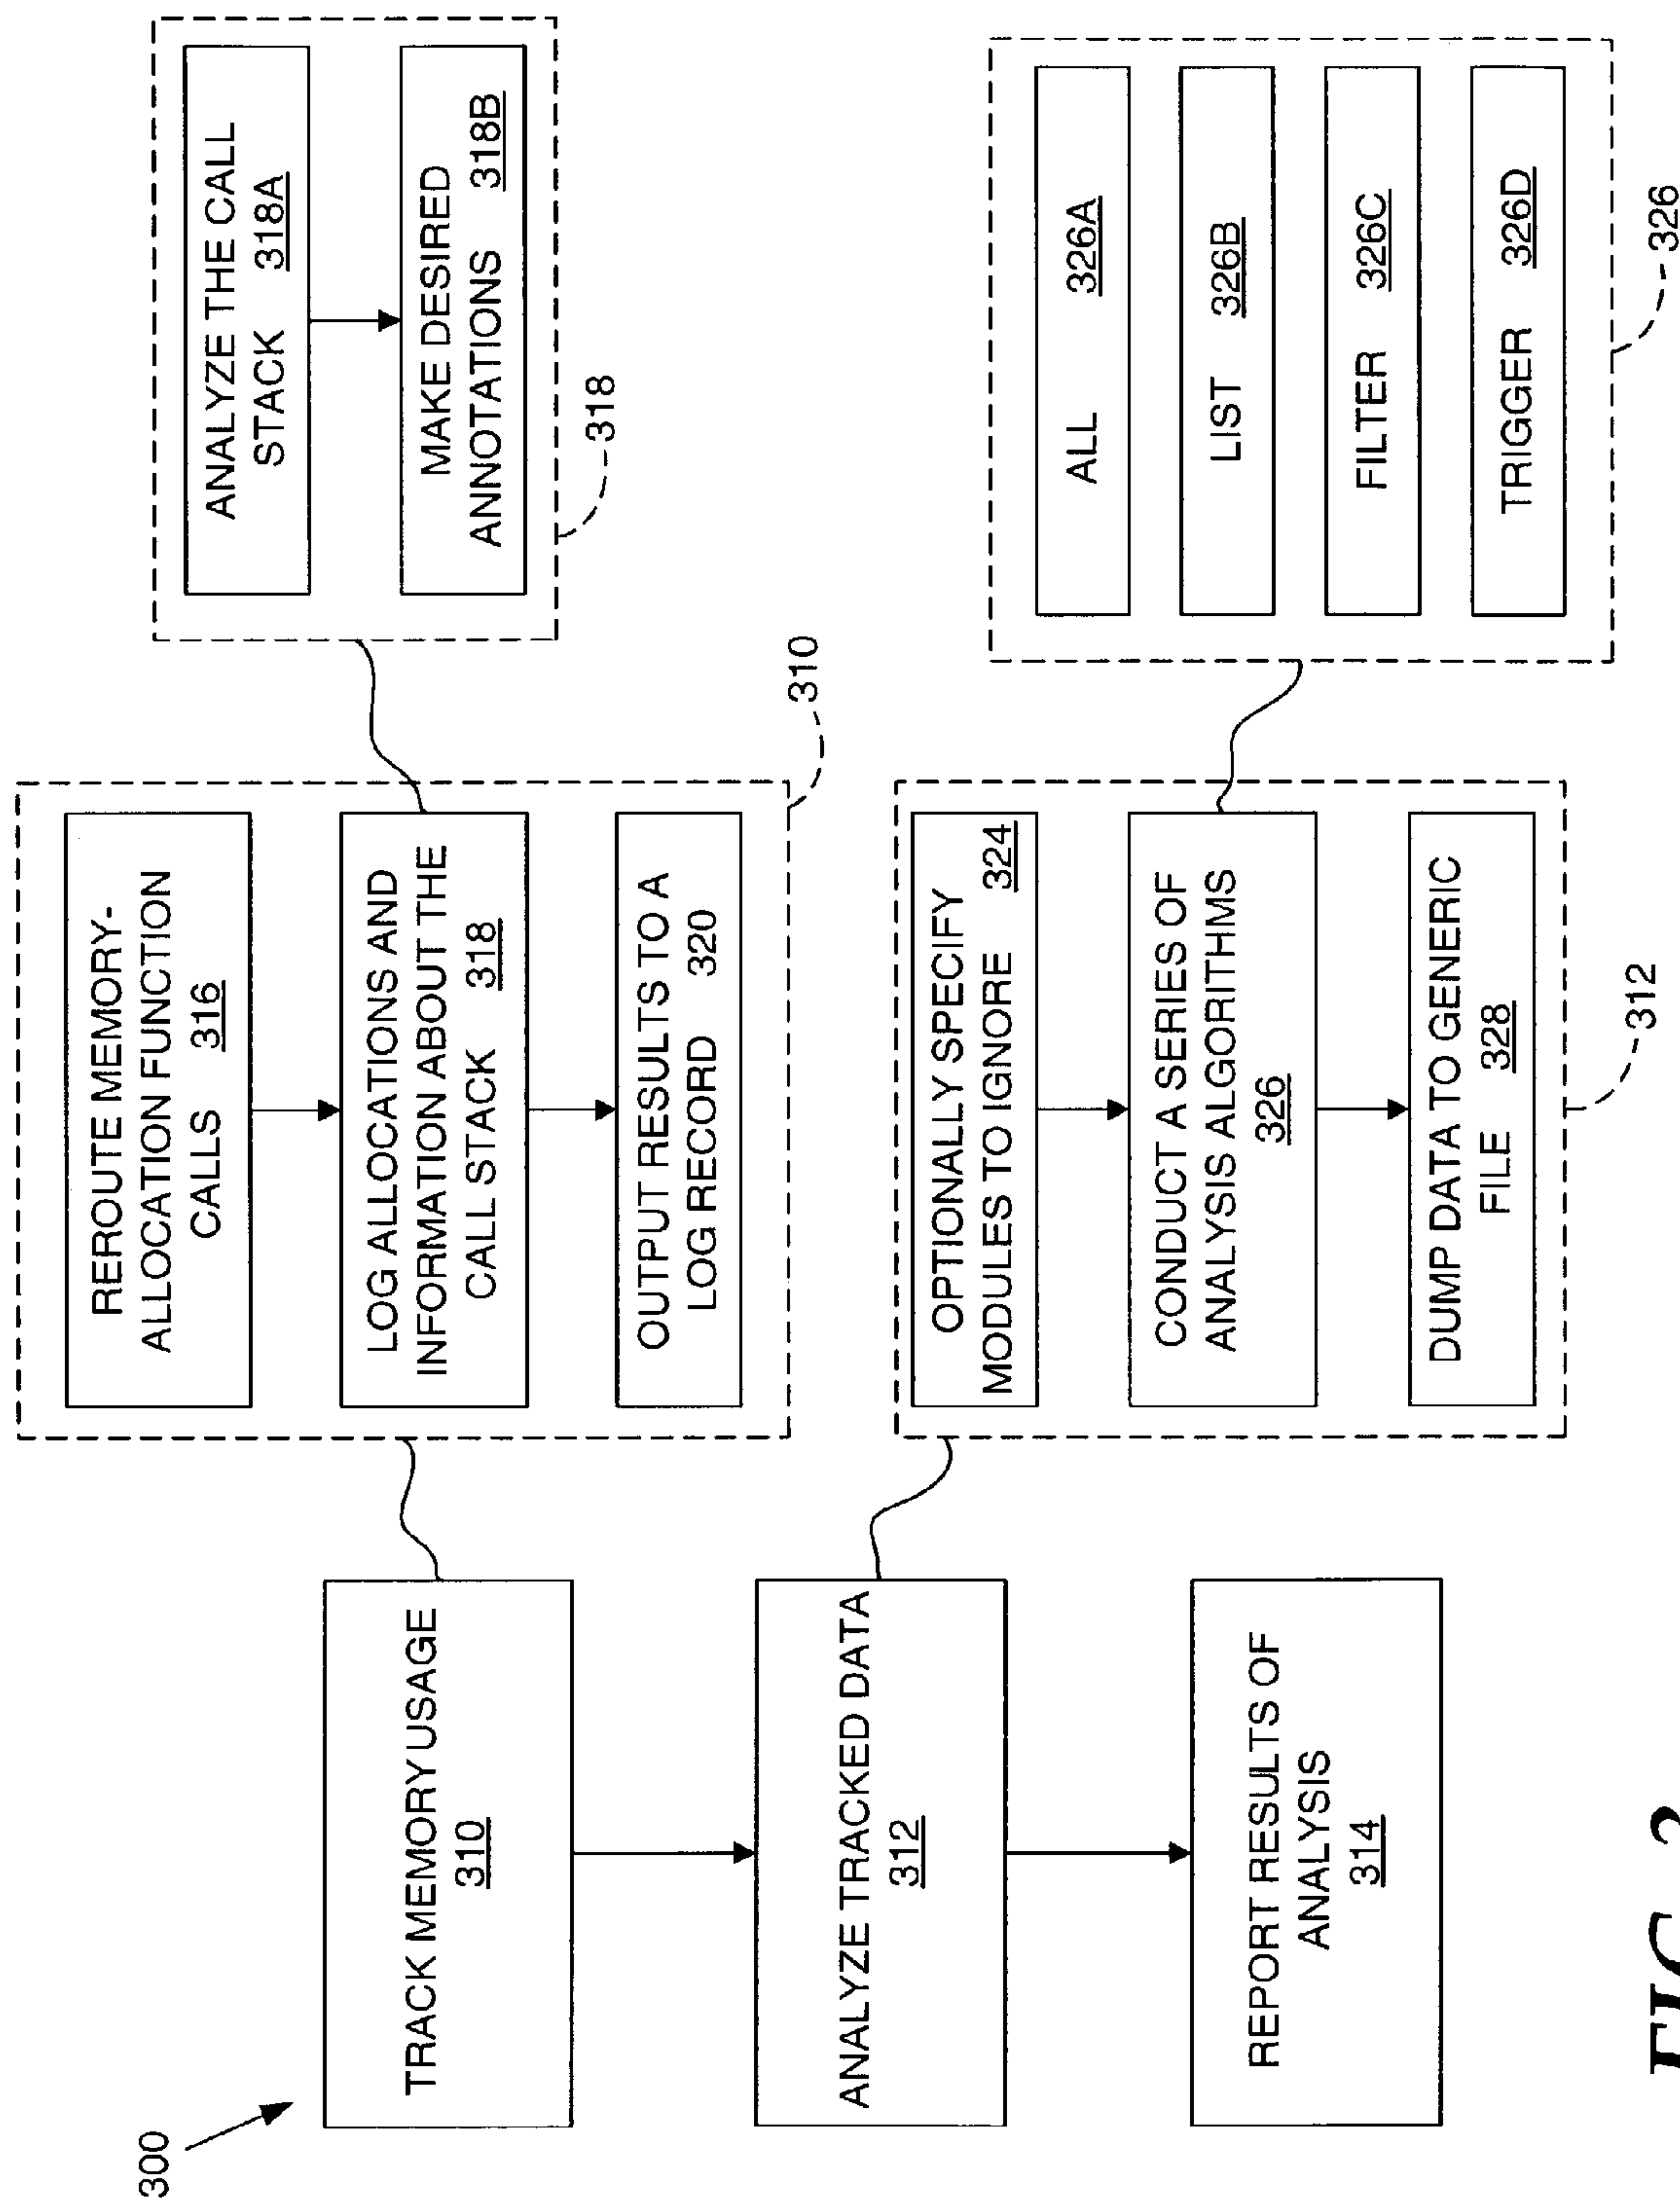 300
TRACK MEMORY USAGE
310
ANALYZE TRACKED DATA
312
REPORT RESULTS OF
ANALYSIS
314
REROUTE MEMORY-
ALLOCATION FUNCTION
CALLS 316
LOG ALLOCATIONS AND
INFORMATION ABOUT THE
CALL STACK 318
OUTPUT RESULTS TO A
LOG RECORD 320
310
OPTIONALLY SPECIFY
MODULES TO IGNORE 324
CONDUCT A SERIES OF
ANALYSIS ALGORITHMS
326
DUMP DATA TO GENERIC
FILE 328
312
ANALYZE THE CALL
STACK 318A
MAKE DESIRED
ANNOTATIONS 318B
318
ALL 326A
LIST 326B
FILTER 326C
TRIGGER 326D
326
FIG